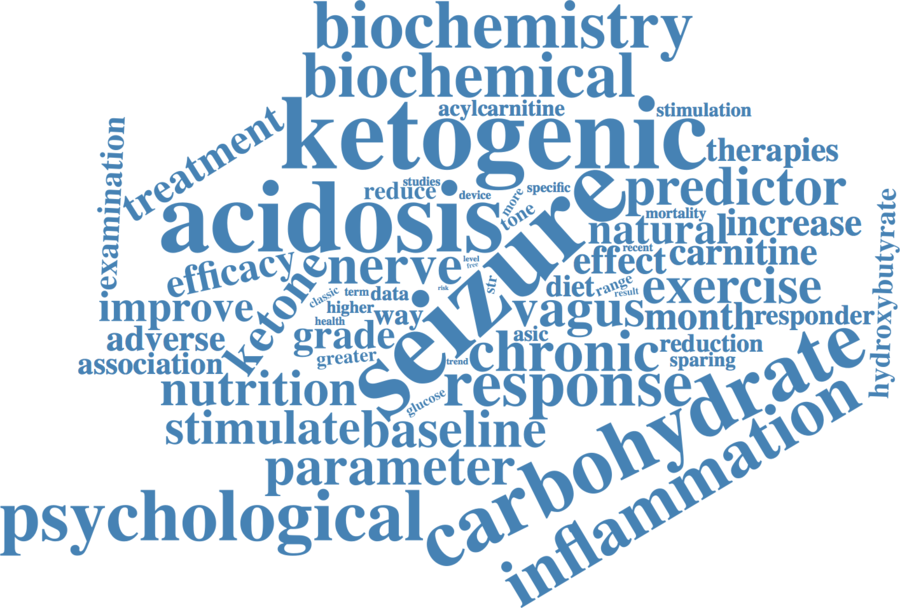 biochemistry
biochemical
acylcarnitine
stimulation
ketogenic
therapies
treatment
examination
studies
reduce
device
more
specific
tone
predictor
acidosis
seizure
mortality
natural
increase
recent
effect
carnitine
efficacy
ketone
nerve
level
free
risk
str
diet
range
result
exercise
hydroxybutyrate
classic
term
data
improve
higher
way
vagus
month
responder
health
adverse
grade
asic
greater
trend
chronic
reduction
sparing
association
nutrition
glucose
response
carbohydrate
stimulate
baseline
parameter
inflammation
psychological